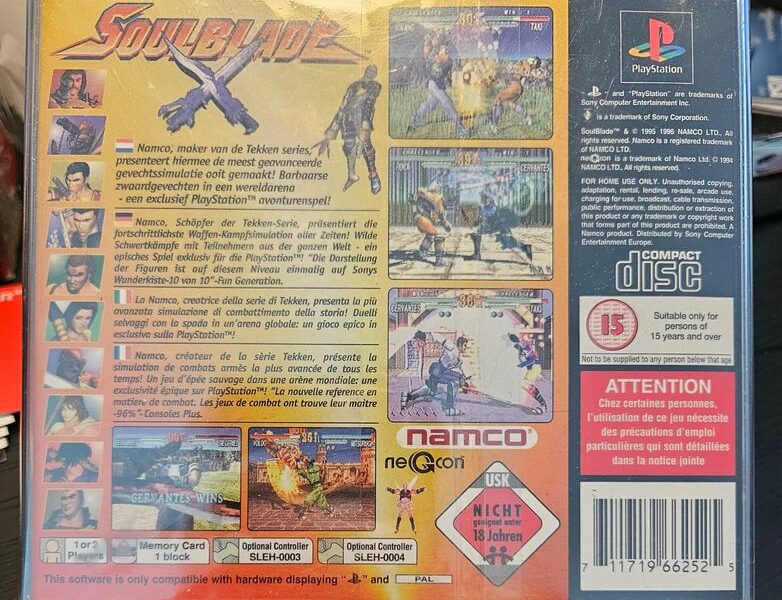 SOULBLADE
Namco, maker van de Tekken series,
presenteert hiermee de meest geavanceerde
gevechtssimulatie ooit gemaakt! Barbaarse
zwaardgevechten in een wereldarena
- een exclusief PlayStation™ avonturenspel!
Namco, Schöpfer der Tekken-Serie, präsentiert die
fortschrittlichste Waffen-Kampfsimulation aller Zeiten! Wilde
Schwertkämpfe mit Teilnehmern aus der ganzen Welt - ein
episches Spiel exklusiv für die PlayStation™! "Die Darstellung
der Figuren ist auf diesem Niveau einmalig auf Sonys
Wunderkiste-10 von 10"-Fun Generation.
La Namco, creatrice della serie di Tekken, presenta la più
avanzata simulazione di combattimento della storia! Duelli
selvaggi con la spada in un'arena globale: un gioco epico in
esclusiva sulla PlayStation™!
Namco, créateur de la sèrie Tekken, présente la
simulation de combats armès la plus avancée de tous les
temps! Un jeu d'épée sauvage dans une arène mondiale: une
exclusivité épique sur PlayStation™! "La nouvelle reference en
matière de combat. Les jeux de combat ont trouve leur maitre
-96%"-Consoles Plus.
TAKI
CERVANTES
CERVANTES
TAKI
CERVANTES WINS
VOLDO
MITSURUGI
namco
neGcon
USK
NICHT
geeignet unter
18 Jahren
1 or 2
Players
Memory Card
1 block
Optional Controller
SLEH-0003
Optional Controller
SLEH-0004
This software is only compatible with hardware displaying " " and PAL
PlayStation
" " and "PlayStation" are trademarks of
Sony Computer Entertainment Inc.
is a trademark of Sony Corporation.
SoulBlade ™ & © 1995 1996 NAMCO LTD., All
rights reserved. Namco is a registered trademark
of NAMCO LTD.
neGcon is a trademark of Namco Ltd. © 1994
NAMCO LTD., All rights reserved.
FOR HOME USE ONLY. Unauthorised copying,
adaptation, rental, lending, re-sale, arcade use,
charging for use, broadcast, cable transmission,
public performance, distribution or extraction of
this product or any trademark or copyright work
that forms part of this product are prohibited. A
Namco product. Distributed by Sony Computer
Entertainment Europe.
COMPACT
disc
15
Suitable only for
persons of
15 years and over
Not to be supplied to any person below that age
ATTENTION
Chez certaines personnes,
l'utilisation de ce jeu nécessite
des précautions d'emploi
particulières qui sont détaillées
dans la notice jointe
7 11719 66252 5